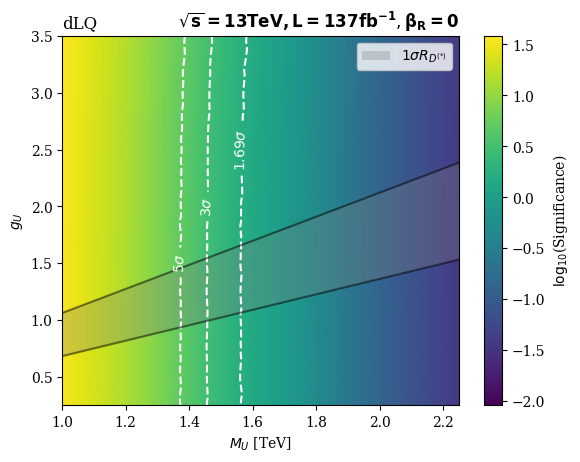 dLQ
√s = 13TeV, L = 137fb⁻¹, β_R = 0
1σR_{D^{(*)}}
g_U
3.5
3.0
2.5
2.0
1.5
1.0
0.5
1.69σ
3σ
5σ
1.0 1.2 1.4 1.6 1.8 2.0 2.2
M_U [TeV]
1.5
1.0
0.5
0.0
−0.5
−1.0
−1.5
−2.0
log₁₀(Significance)